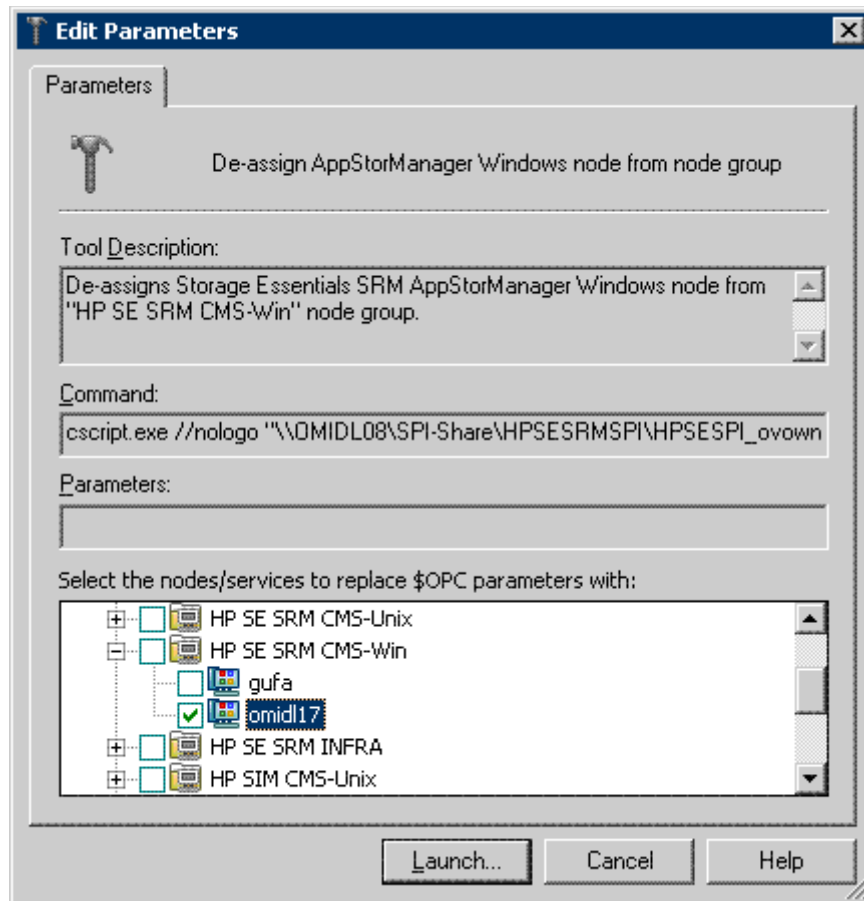 Edit Parameters
Parameters
De-assign AppStorManager Windows node from node group
Tool Description:
De-assigns Storage Essentials SRM AppStorManager Windows node from
"HP SE SRM CMS-Win" node group.
Command:
cscript.exe //nologo "\\OMIDL08\SPI-Share\HPSESRMSPI\HPSESPI_ovown
Parameters:
Select the nodes/services to replace $OPC parameters with:
HP SE SRM CMS-Unix
HP SE SRM CMS-Win
gufa
omidl17
HP SE SRM INFRA
HP SIM CMS-Unix
Launch... Cancel Help